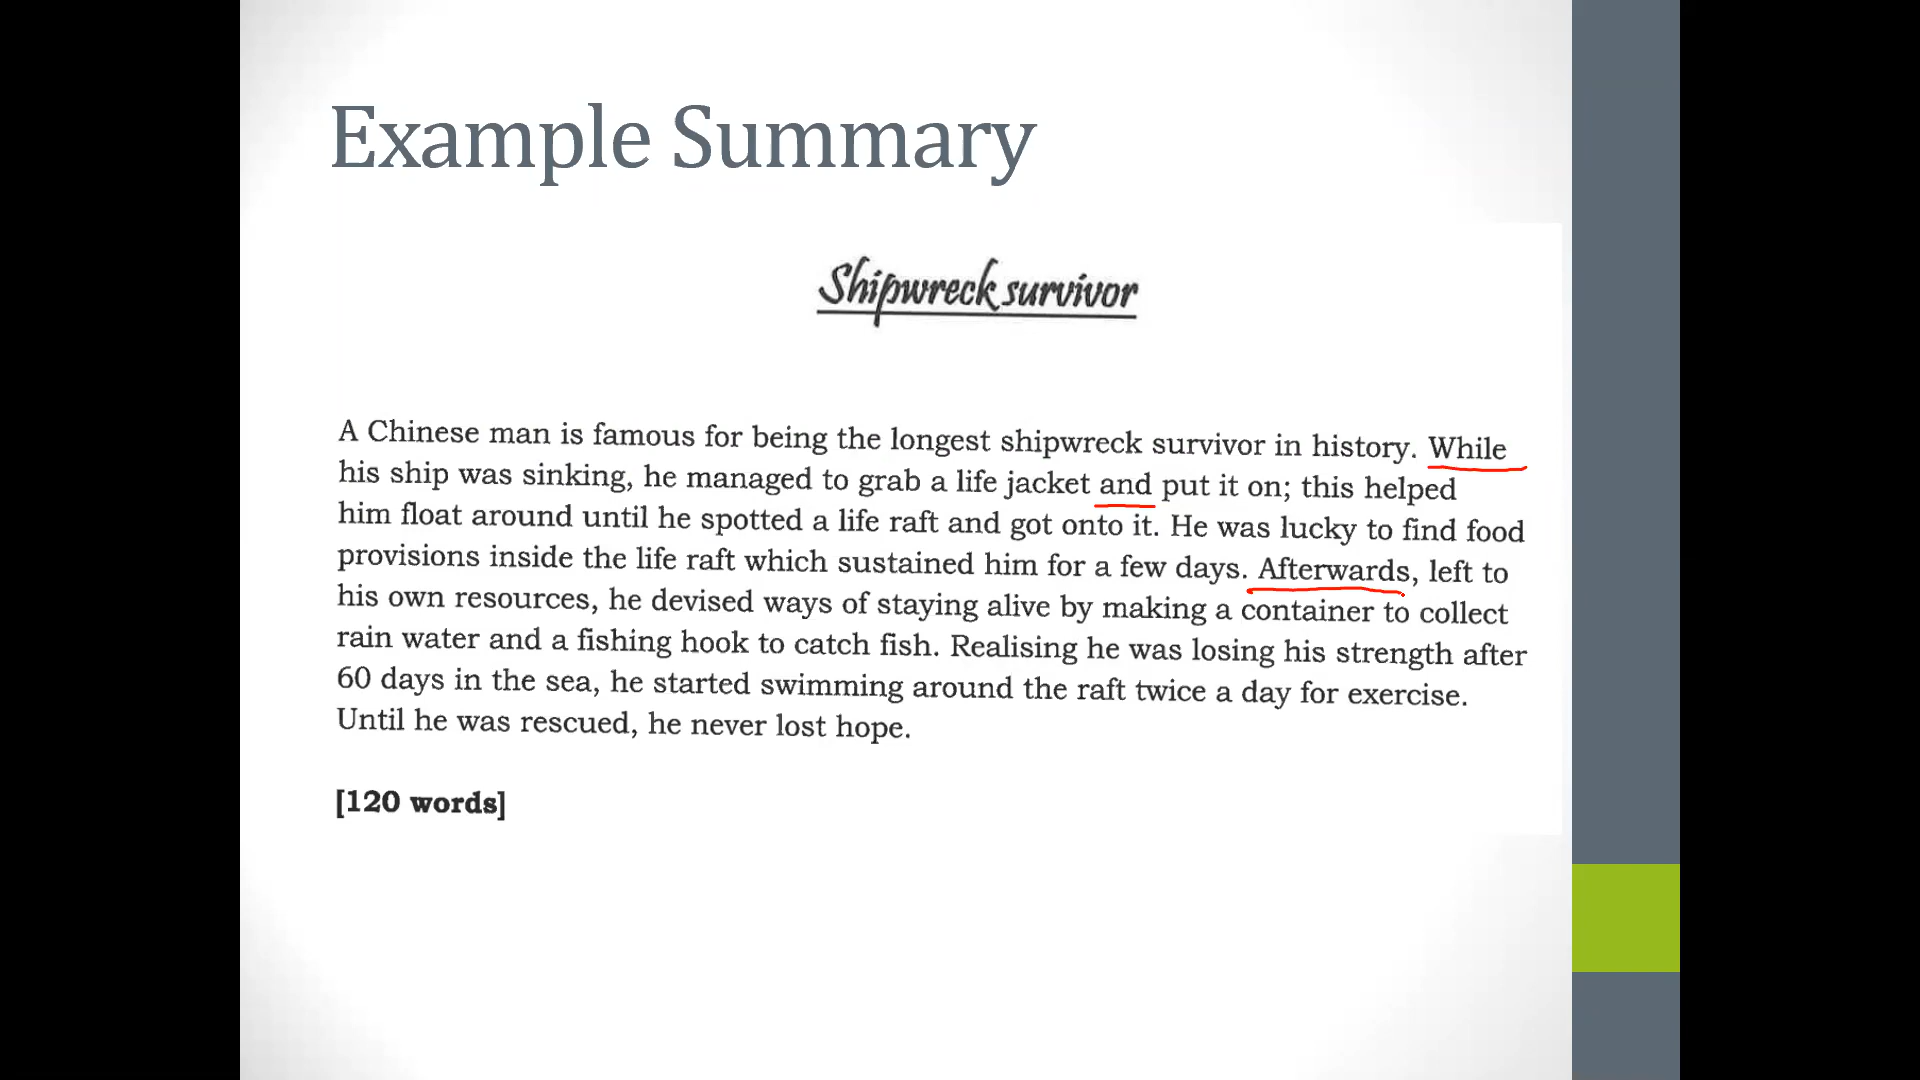 Example Summary
Shipwreck survivor
A Chinese man is famous for being the longest shipwreck survivor in history. While
his ship was sinking, he managed to grab a life jacket and put it on; this helped
him float around until he spotted a life raft and got onto it. He was lucky to find food
provisions inside the life raft which sustained him for a few days. Afterwards, left to
his own resources, he devised ways of staying alive by making a container to collect
rain water and a fishing hook to catch fish. Realising he was losing his strength after
60 days in the sea, he started swimming around the raft twice a day for exercise.
Until he was rescued, he never lost hope.
[120 words]